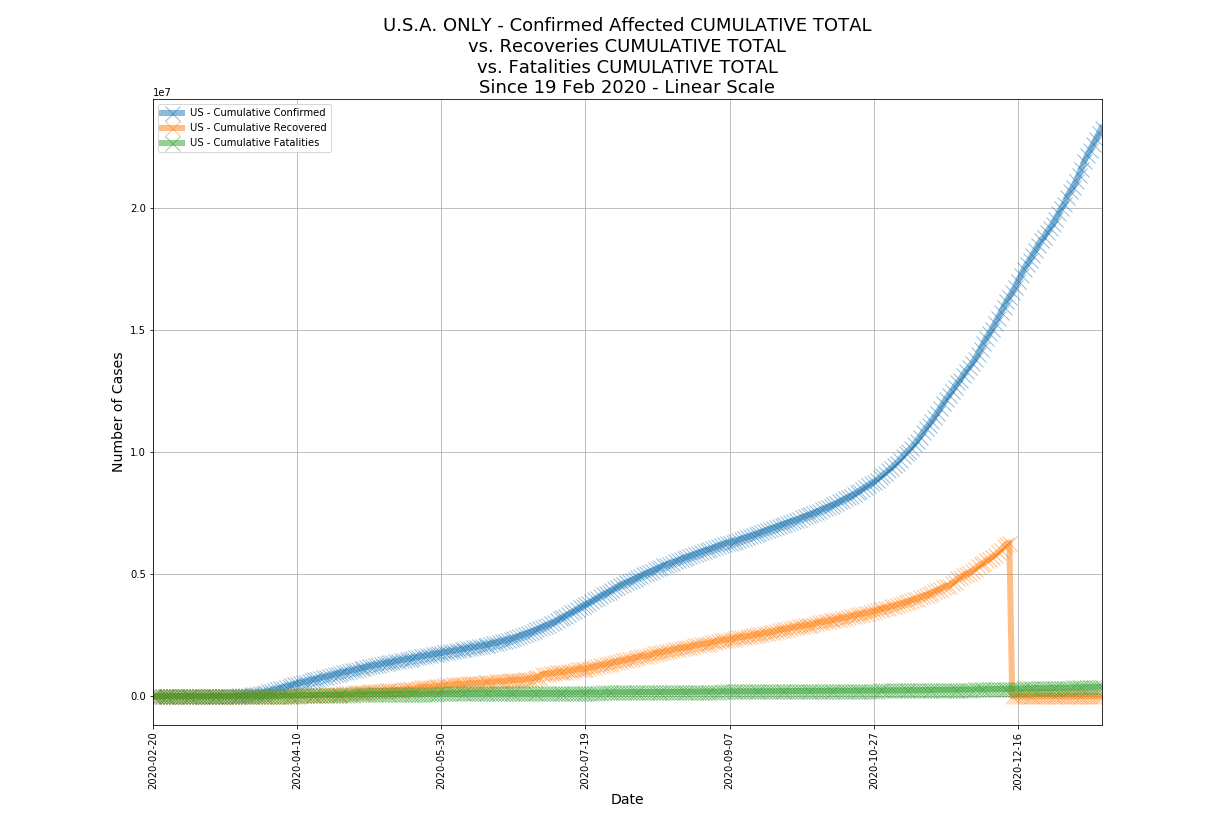 U.S.A. ONLY - Confirmed Affected CUMULATIVE TOTAL
vs. Recoveries CUMULATIVE TOTAL
vs. Fatalities CUMULATIVE TOTAL
Since 19 Feb 2020 - Linear Scale
1e7
US - Cumulative Confirmed
US - Cumulative Recovered
US - Cumulative Fatalities
2.0
1.5
1.0
0.5
0.0
Number of Cases
2020-02-20
2020-04-10
2020-05-30
2020-07-19
2020-09-07
2020-10-27
2020-12-16
Date